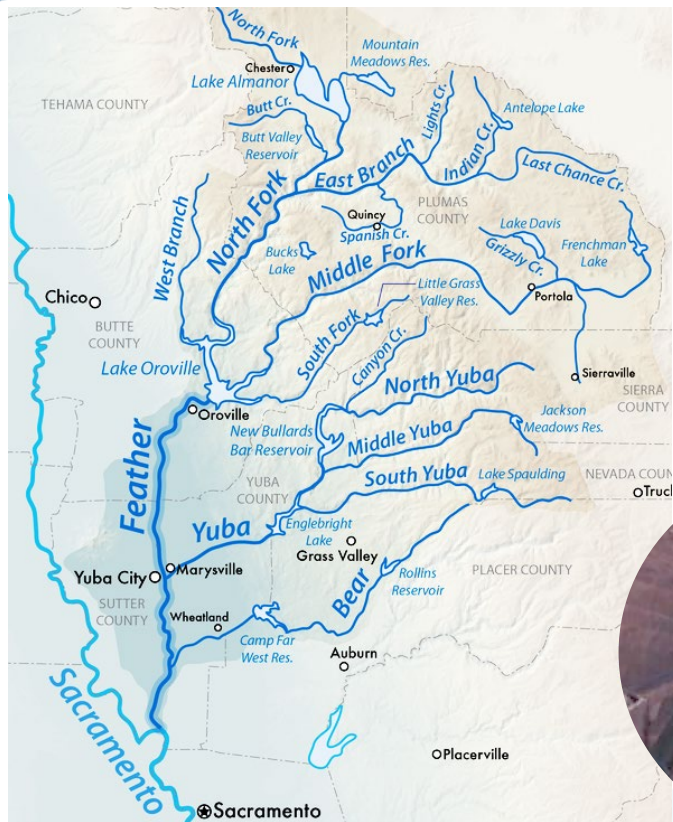 North Fork
Mountain
Meadows Res.
Chester
Lake Almanor
TEHAMA COUNTY
Butt Cr.
Butt Valley
Reservoir
Lights Cr.
Antelope Lake
Indian Cr.
East Branch
Last Chance Cr.
North Fork
West Branch
PLUMAS
COUNTY
Quincy
Spanish Cr.
Bucks
Lake
Lake Davis
Grizzly Cr.
Frenchman
Lake
Middle Fork
Little Grass
Valley Res.
Portola
Chico
BUTTE
COUNTY
South Fork
Canyon Cr.
Lake Oroville
Sierraville
SIERRA
COUNTY
North Yuba
Oroville
New Bullards
Bar Reservoir
Jackson
Meadows Res.
Middle Yuba
Feather
South Yuba
Lake Spaulding
YUBA
COUNTY
NEVADA COUN
Truck
Yuba
Englebright
Lake
Grass Valley
Yuba City
Marysville
Bear
Rollins
Reservoir
PLACER COUNTY
SUTTER
COUNTY
Wheatland
Camp Far
West Res.
Auburn
Sacramento
Placerville
Sacramento